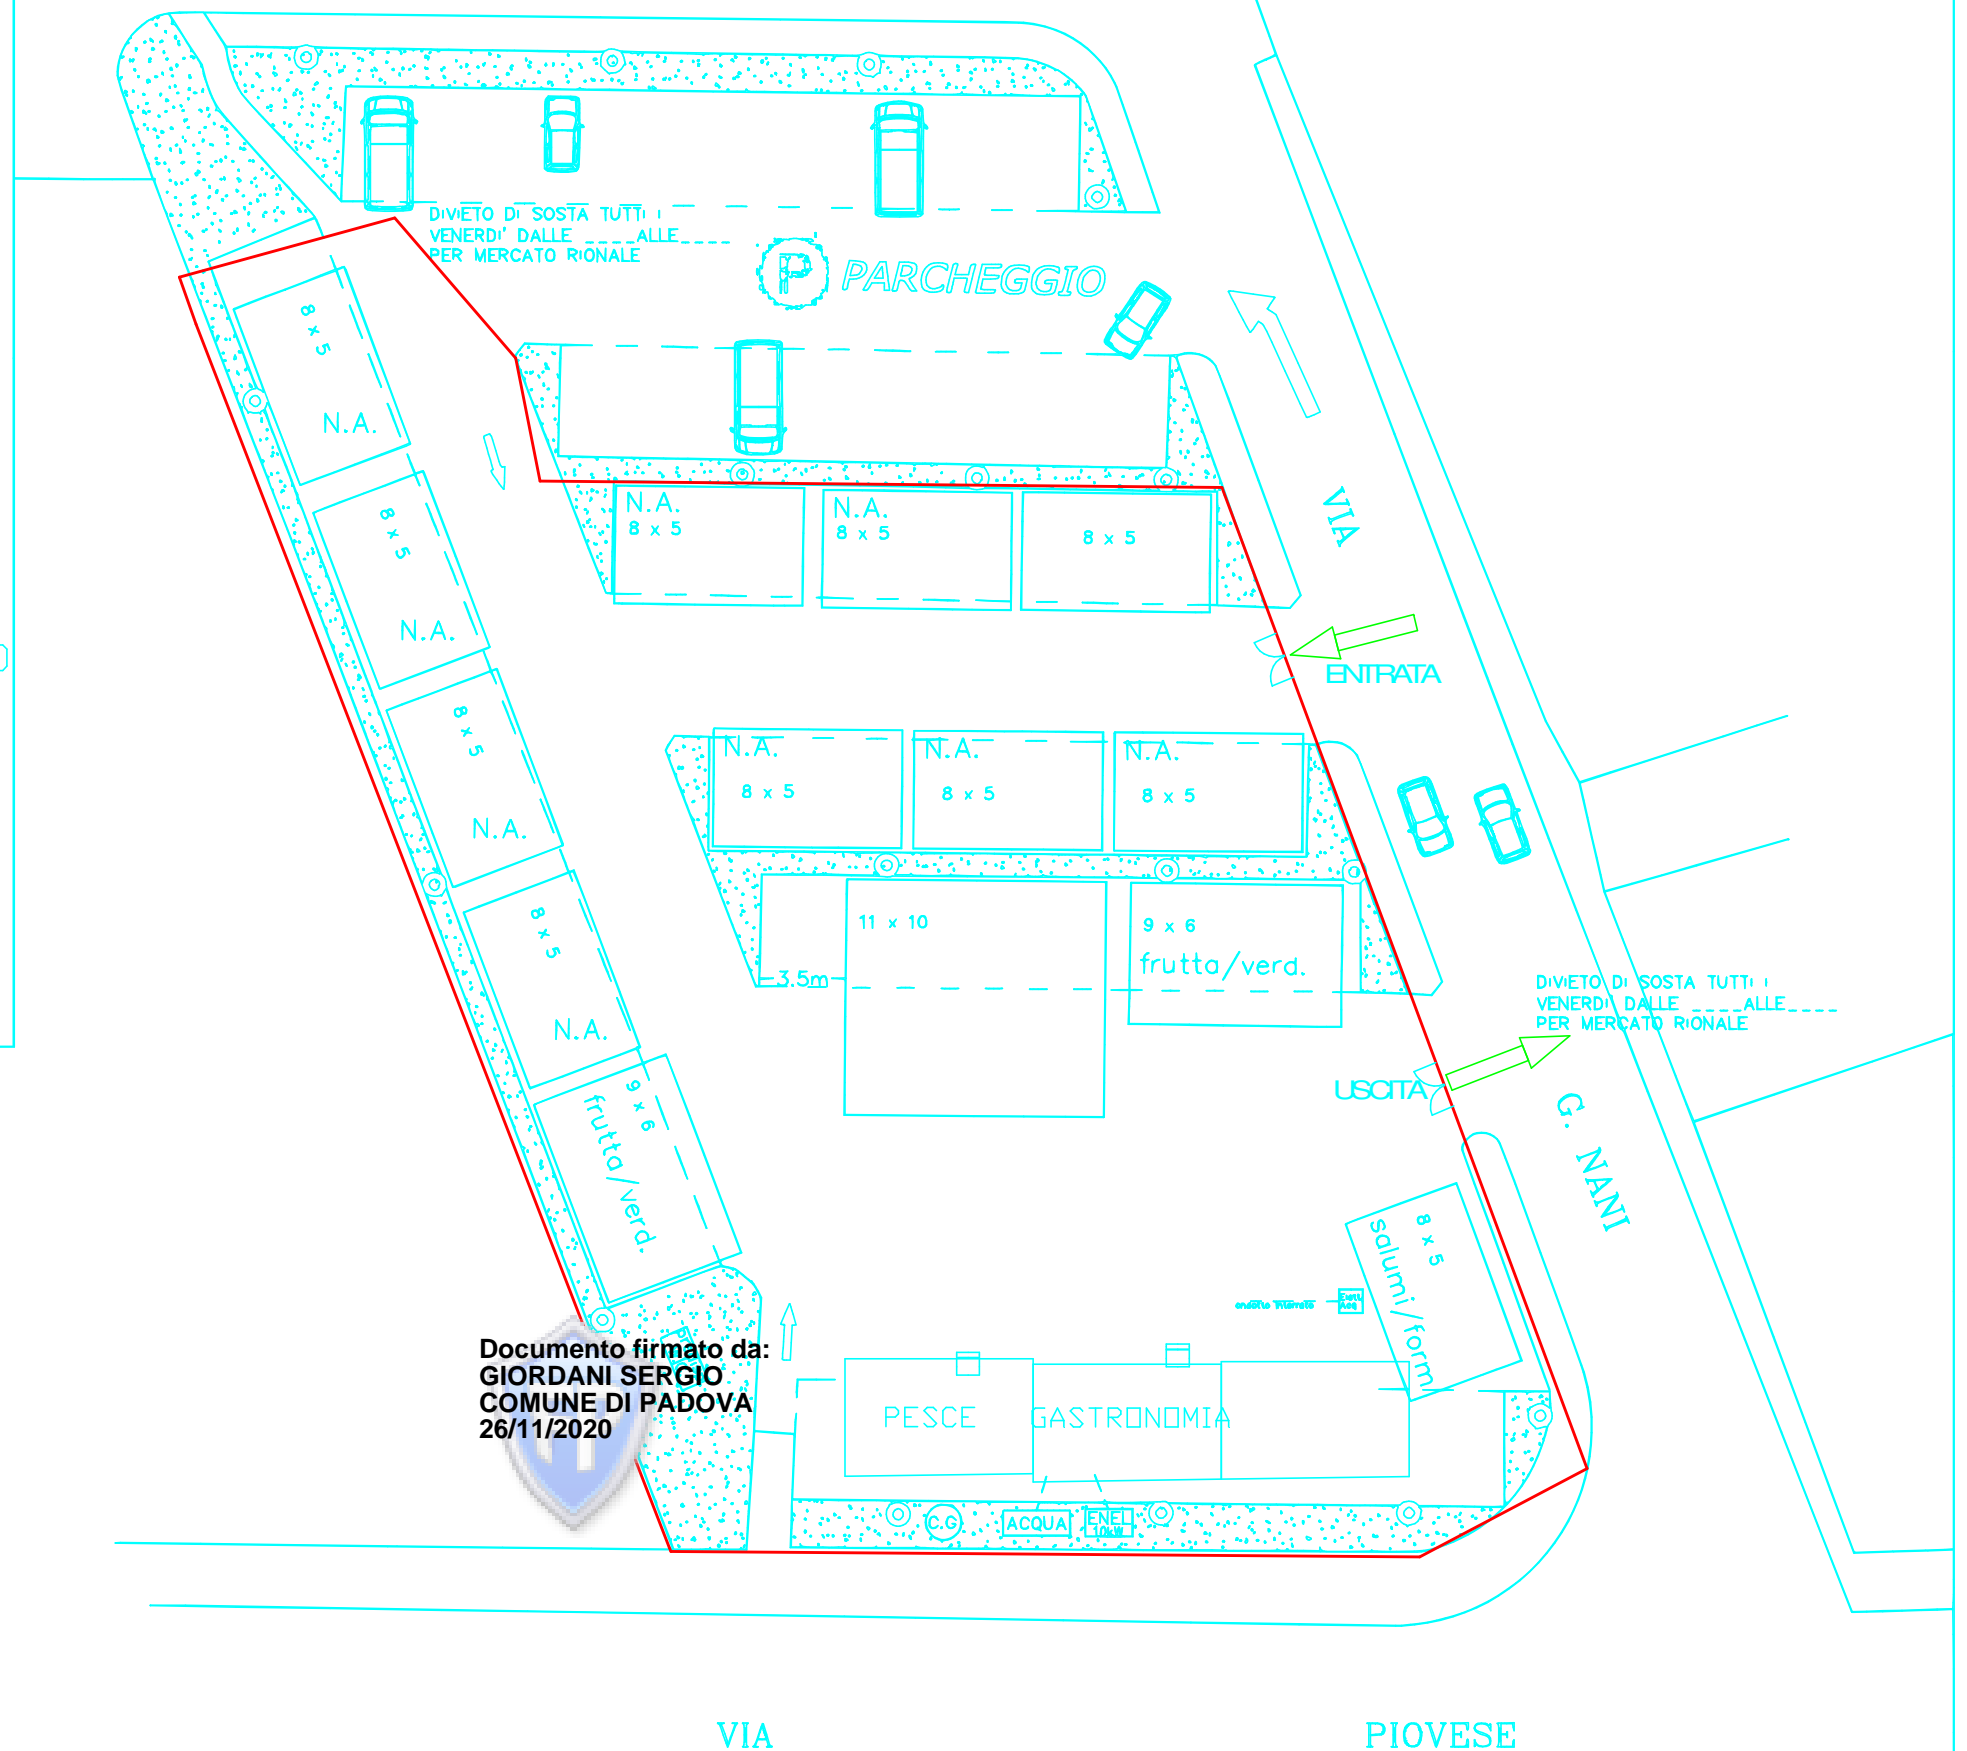 DIVIETO DI SOSTA TUTTI I
VENERDI' DALLE ____ALLE____
PER MERCATO RIONALE
P PARCHEGGIO
8 x 5
N.A.
8 x 5
N.A.
8 x 5
N.A.
8 x 5
N.A.
9 x 6
frutta/verd.
N.A.
8 x 5
N.A.
8 x 5
8 x 5
VIA
ENTRATA
N.A.
8 x 5
N.A.
8 x 5
N.A.
8 x 5
11 x 10
9 x 6
frutta/verd.
3.5m
DIVIETO DI SOSTA TUTTI I
VENERDI' DALLE ____ALLE____
PER MERCATO RIONALE
USCITA
G. NANI
8 x 5
salumi/form
Documento firmato da:
GIORDANI SERGIO
COMUNE DI PADOVA
26/11/2020
PESCE
GASTRONOMIA
C.G
ACQUA
ENEL
10kW
VIA
PIOVESE